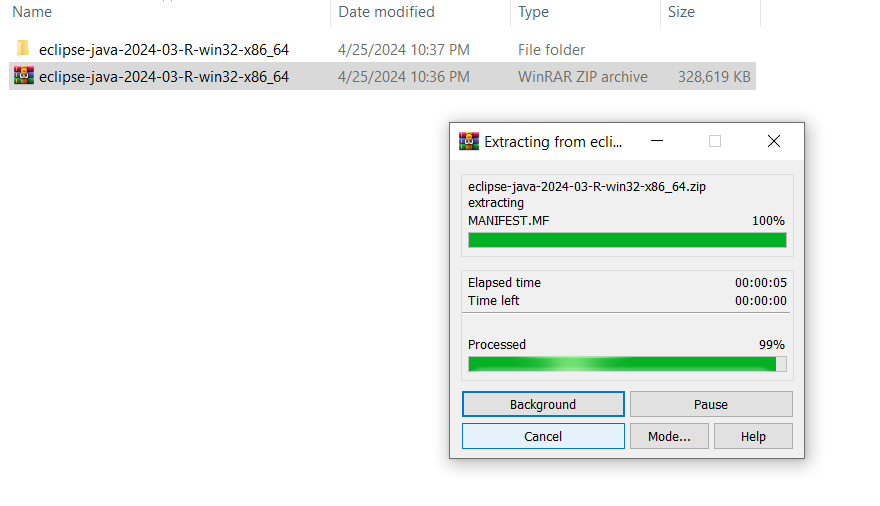 Name Date modified Type Size
eclipse-java-2024-03-R-win32-x86_64 4/25/2024 10:37 PM File folder
eclipse-java-2024-03-R-win32-x86_64 4/25/2024 10:36 PM WinRAR ZIP archive 328,619 KB
Extracting from ecli...
eclipse-java-2024-03-R-win32-x86_64.zip
extracting
MANIFEST.MF 100%
Elapsed time 00:00:05
Time left 00:00:00
Processed 99%
Background Pause
Cancel Mode... Help